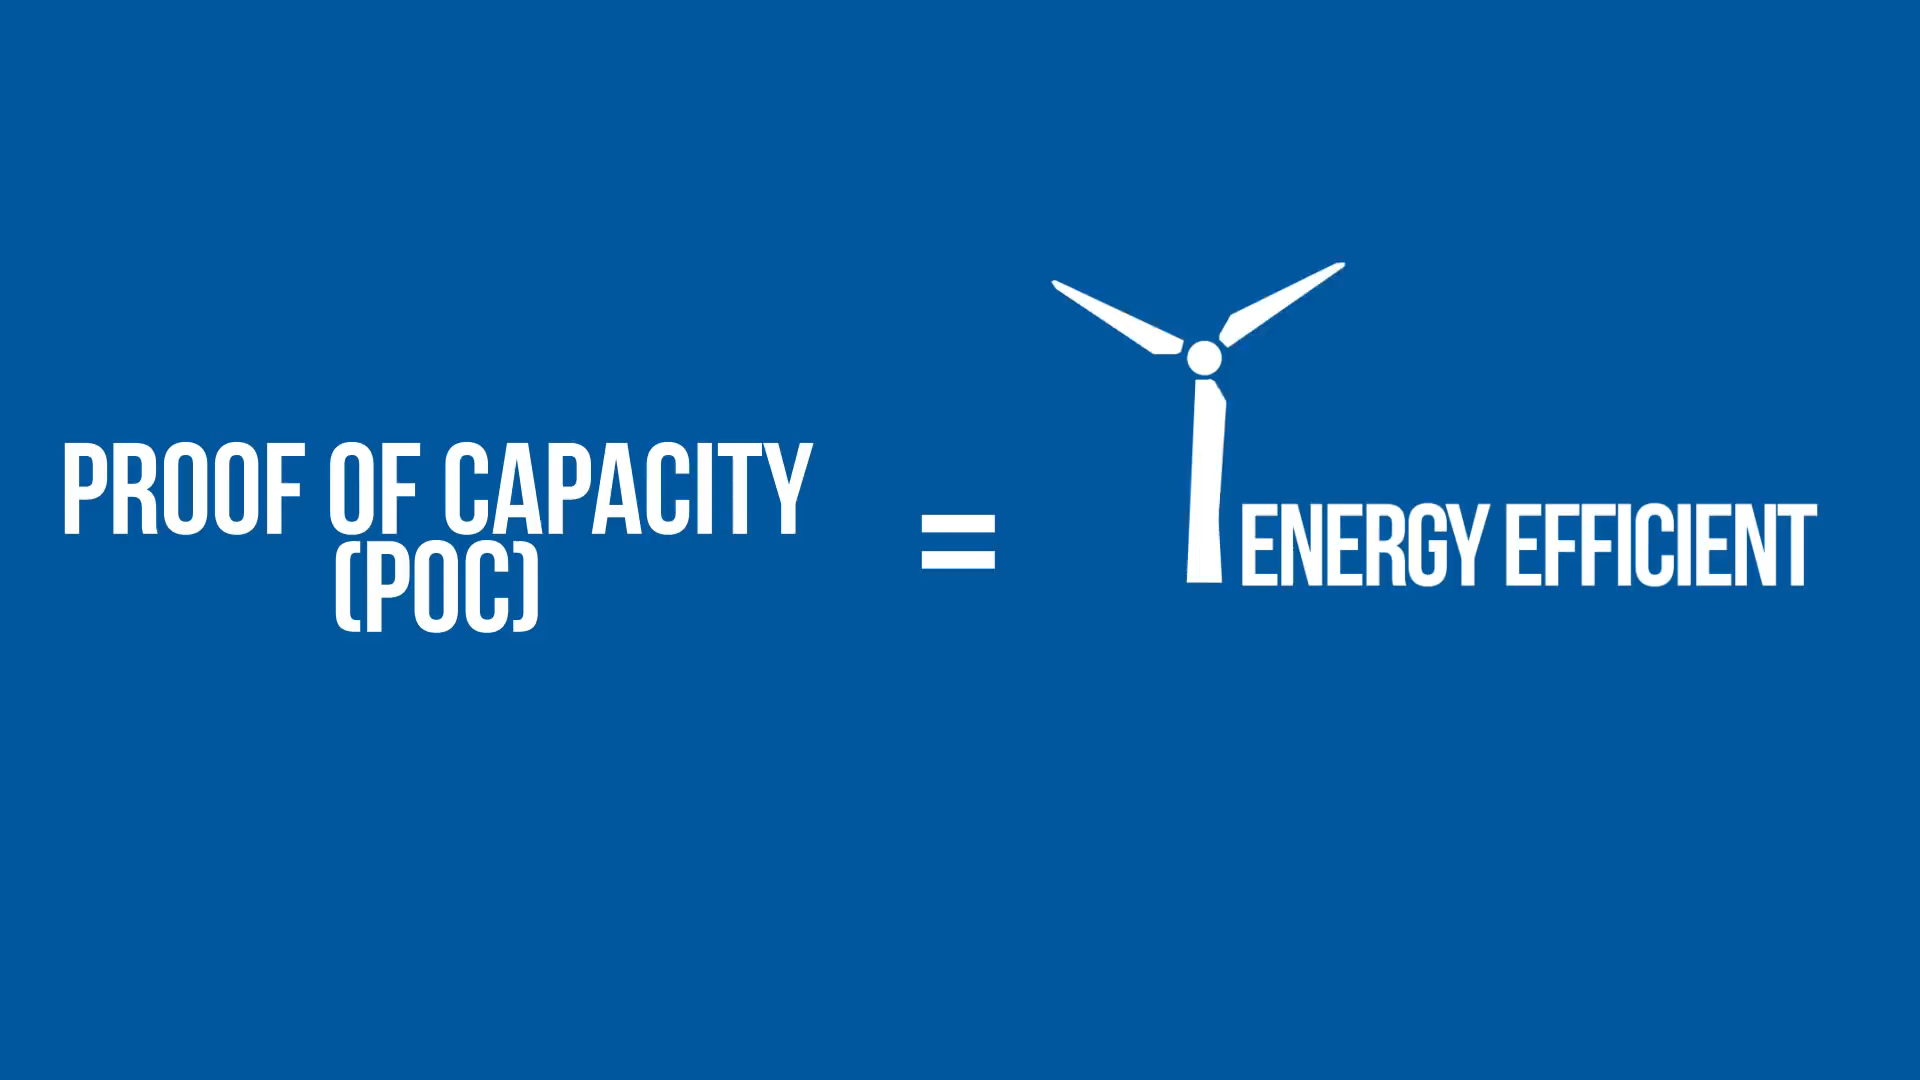 PROOF OF CAPACITY
(POC)
=
ENERGY EFFICIENT